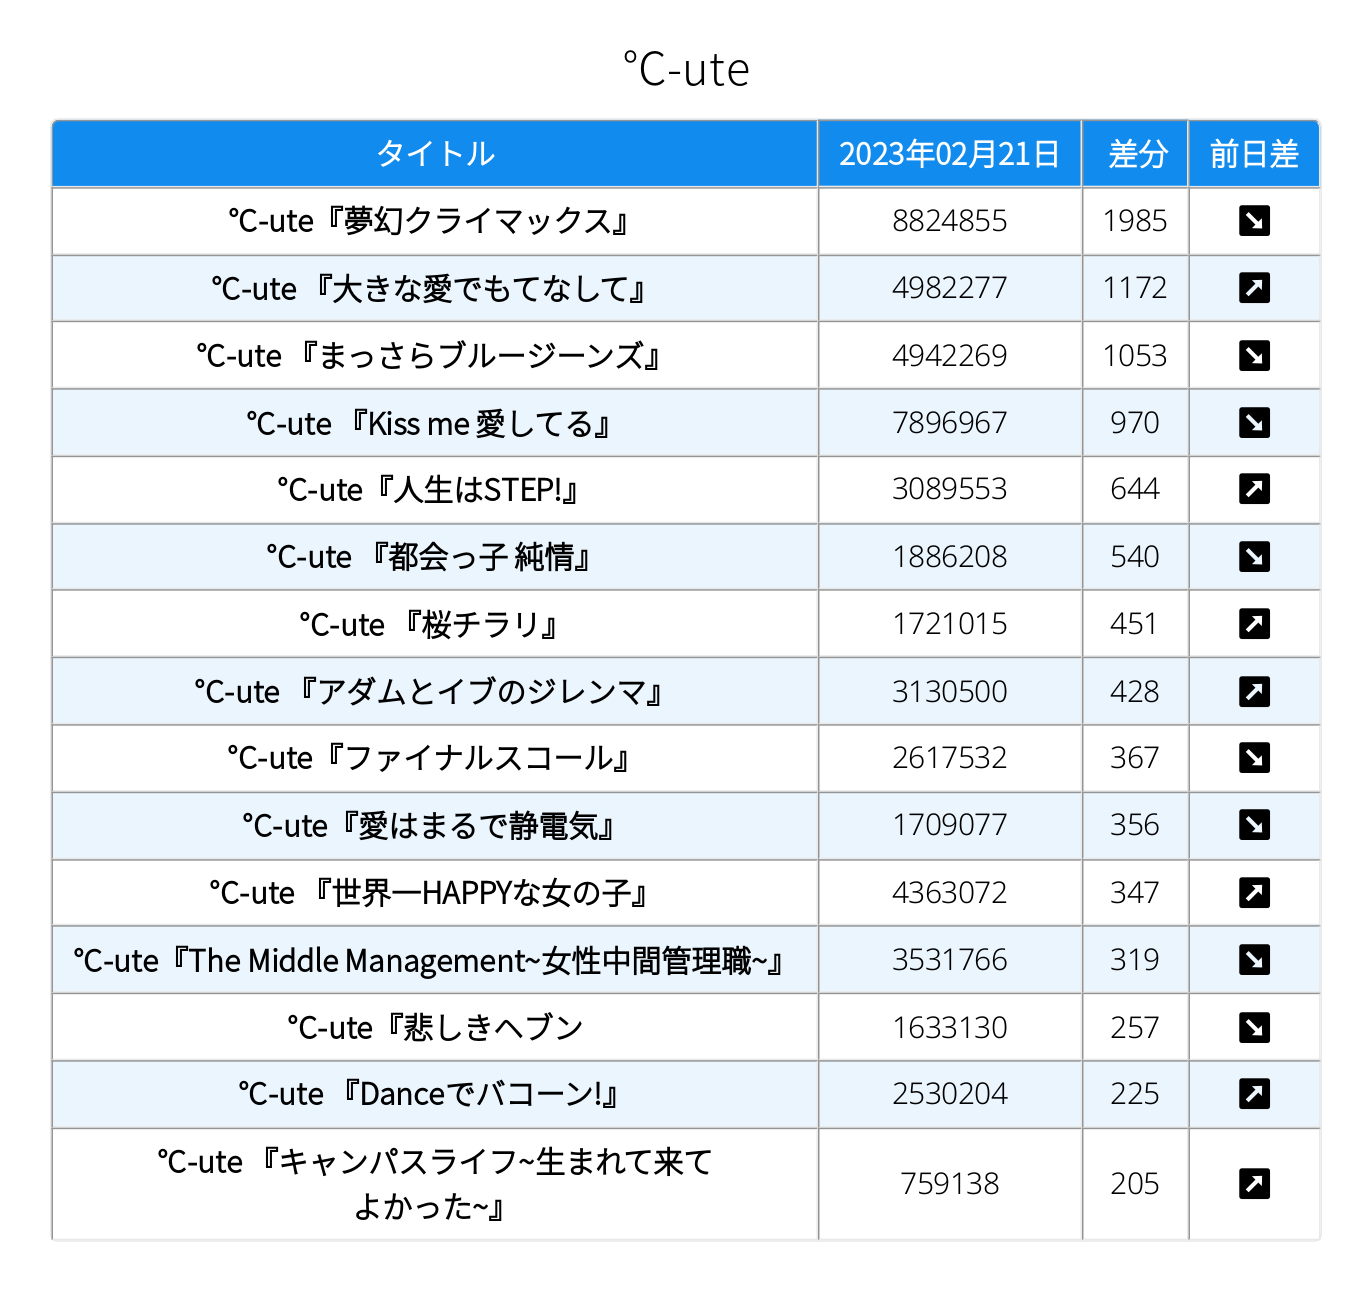 ℃-ute
タイトル 2023年02月21日 差分 前日差
℃-ute『夢幻クライマックス』 8824855 1985 ↘
℃-ute 『大きな愛でもてなして』 4982277 1172 ↗
℃-ute 『まっさらブルージーンズ』 4942269 1053 ↘
℃-ute 『Kiss me 愛してる』 7896967 970 ↘
℃-ute『人生はSTEP!』 3089553 644 ↗
℃-ute 『都会っ子 純情』 1886208 540 ↘
℃-ute 『桜チラリ』 1721015 451 ↗
℃-ute 『アダムとイブのジレンマ』 3130500 428 ↗
℃-ute『ファイナルスコール』 2617532 367 ↘
℃-ute『愛はまるで静電気』 1709077 356 ↘
℃-ute 『世界一HAPPYな女の子』 4363072 347 ↗
℃-ute『The Middle Management~女性中間管理職~』 3531766 319 ↘
℃-ute『悲しきヘブン 1633130 257 ↘
℃-ute 『Danceでバコーン!』 2530204 225 ↗
℃-ute 『キャンパスライフ~生まれて来て
よかった~』 759138 205 ↗